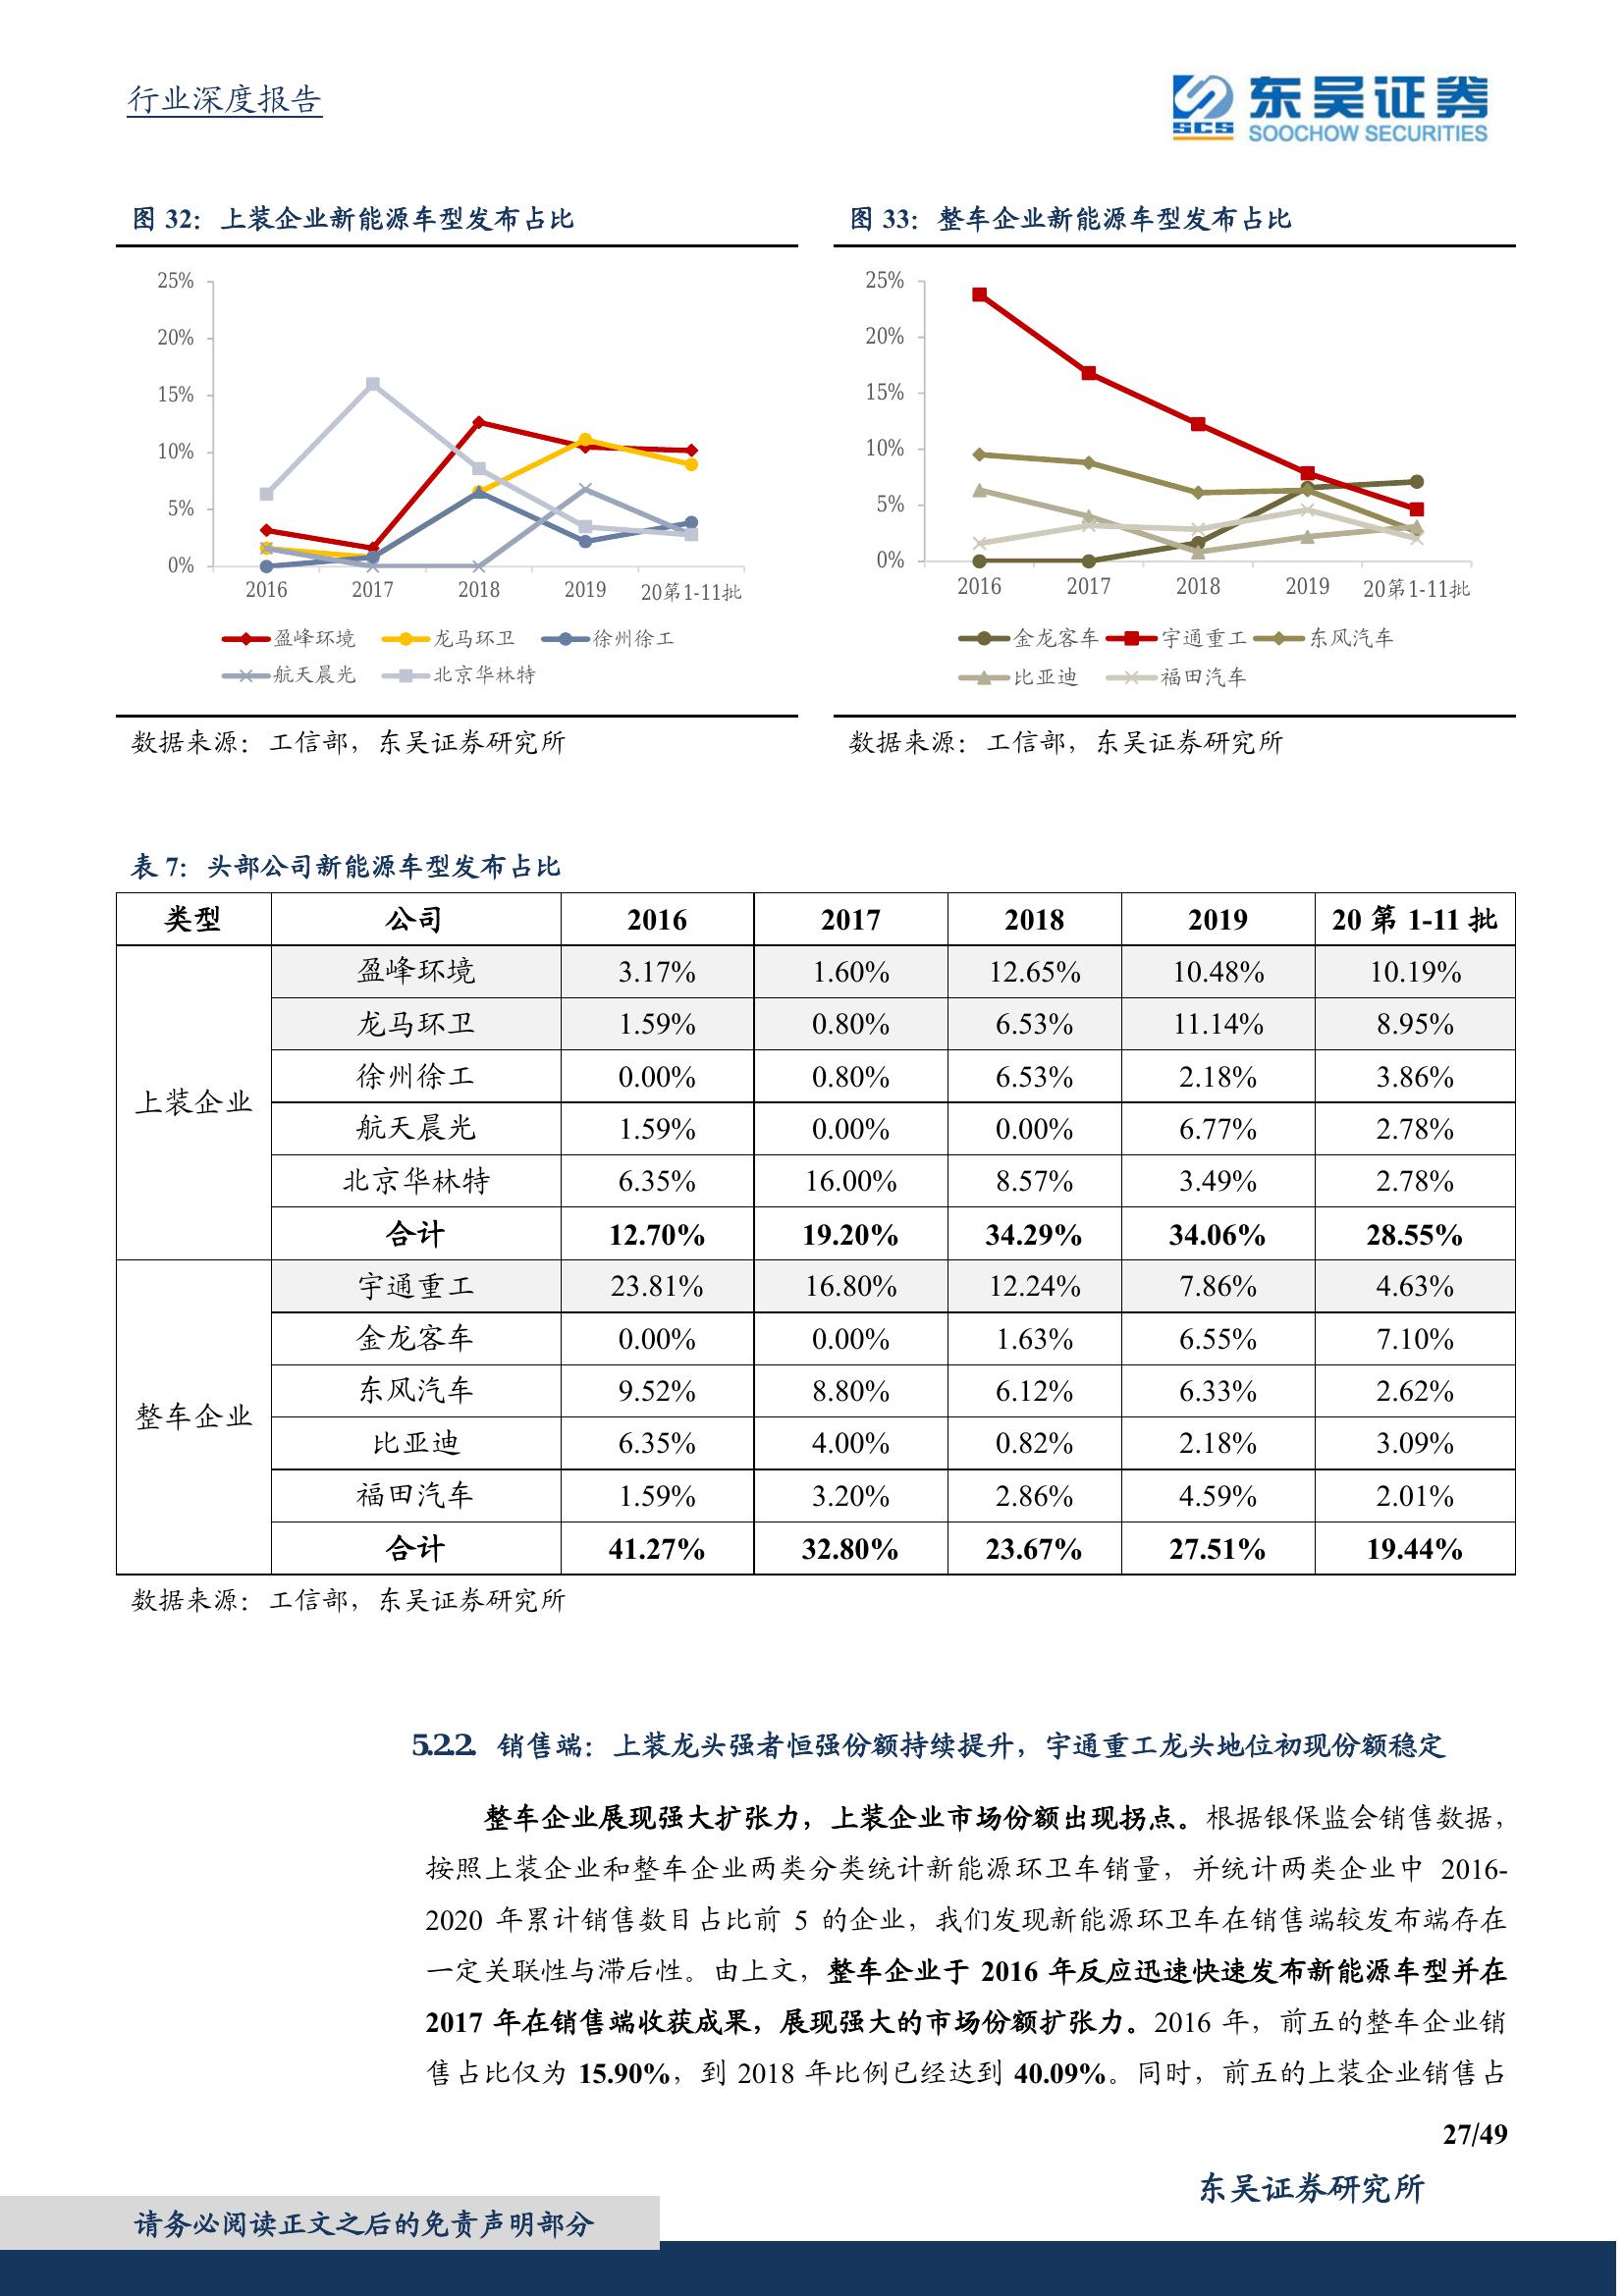 行业深度报告
东吴证券
SCS
SOOCHOW SECURITIES
图 32：上装企业新能源车型发布占比
25%
20%
15%
10%
5%
0%
2016 2017 2018 2019 20第1-11批
盈峰环境 龙马环卫 徐州徐工
航天晨光 北京华林特
数据来源：工信部，东吴证券研究所
图 33：整车企业新能源车型发布占比
25%
20%
15%
10%
5%
0%
2016 2017 2018 2019 20第1-11批
金龙客车 宇通重工 东风汽车
比亚迪 福田汽车
数据来源：工信部，东吴证券研究所
表 7：头部公司新能源车型发布占比
类型 公司 2016 2017 2018 2019 20 第 1-11 批
上装企业
盈峰环境 3.17% 1.60% 12.65% 10.48% 10.19%
龙马环卫 1.59% 0.80% 6.53% 11.14% 8.95%
徐州徐工 0.00% 0.80% 6.53% 2.18% 3.86%
航天晨光 1.59% 0.00% 0.00% 6.77% 2.78%
北京华林特 6.35% 16.00% 8.57% 3.49% 2.78%
合计 12.70% 19.20% 34.29% 34.06% 28.55%
整车企业
宇通重工 23.81% 16.80% 12.24% 7.86% 4.63%
金龙客车 0.00% 0.00% 1.63% 6.55% 7.10%
东风汽车 9.52% 8.80% 6.12% 6.33% 2.62%
比亚迪 6.35% 4.00% 0.82% 2.18% 3.09%
福田汽车 1.59% 3.20% 2.86% 4.59% 2.01%
合计 41.27% 32.80% 23.67% 27.51% 19.44%
数据来源：工信部，东吴证券研究所
5.2.2. 销售端：上装龙头强者恒强份额持续提升，宇通重工龙头地位初现份额稳定
整车企业展现强大扩张力，上装企业市场份额出现拐点。根据银保监会销售数据，
按照上装企业和整车企业两类分类统计新能源环卫车销量，并统计两类企业中 2016-
2020 年累计销售数目占比前 5 的企业，我们发现新能源环卫车在销售端较发布端存在
一定关联性与滞后性。由上文，整车企业于 2016 年反应迅速快速发布新能源车型并在
2017 年在销售端收获成果，展现强大的市场份额扩张力。2016 年，前五的整车企业销
售占比仅为 15.90%，到 2018 年比例已经达到 40.09%。同时，前五的上装企业销售占
27/49
东吴证券研究所
请务必阅读正文之后的免责声明部分